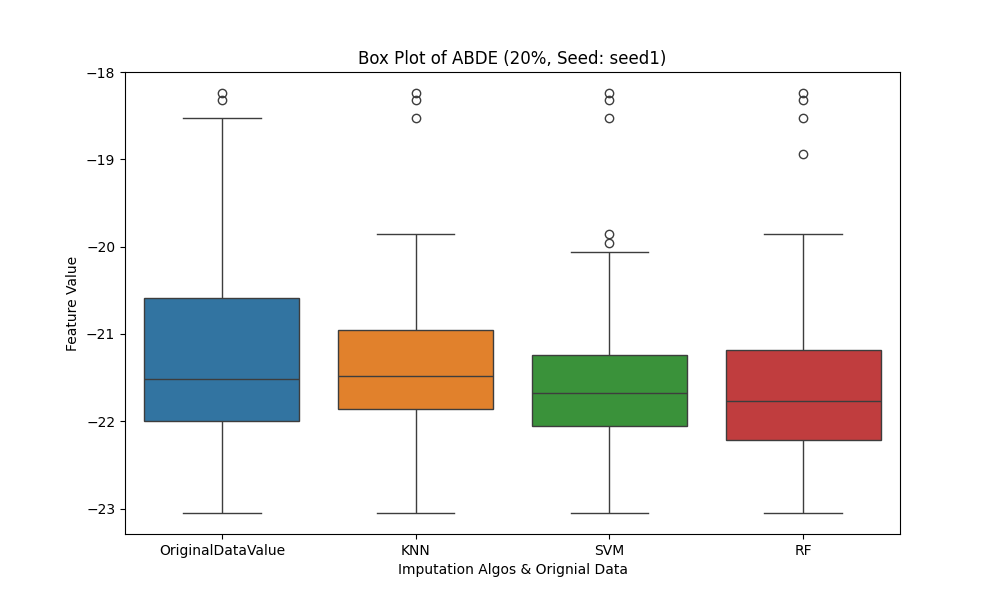 Box Plot of ABDE (20%, Seed: seed1)
−18
−19
−20
−21
−22
−23
Feature Value
OriginalDataValue KNN SVM RF
Imputation Algos & Orignial Data